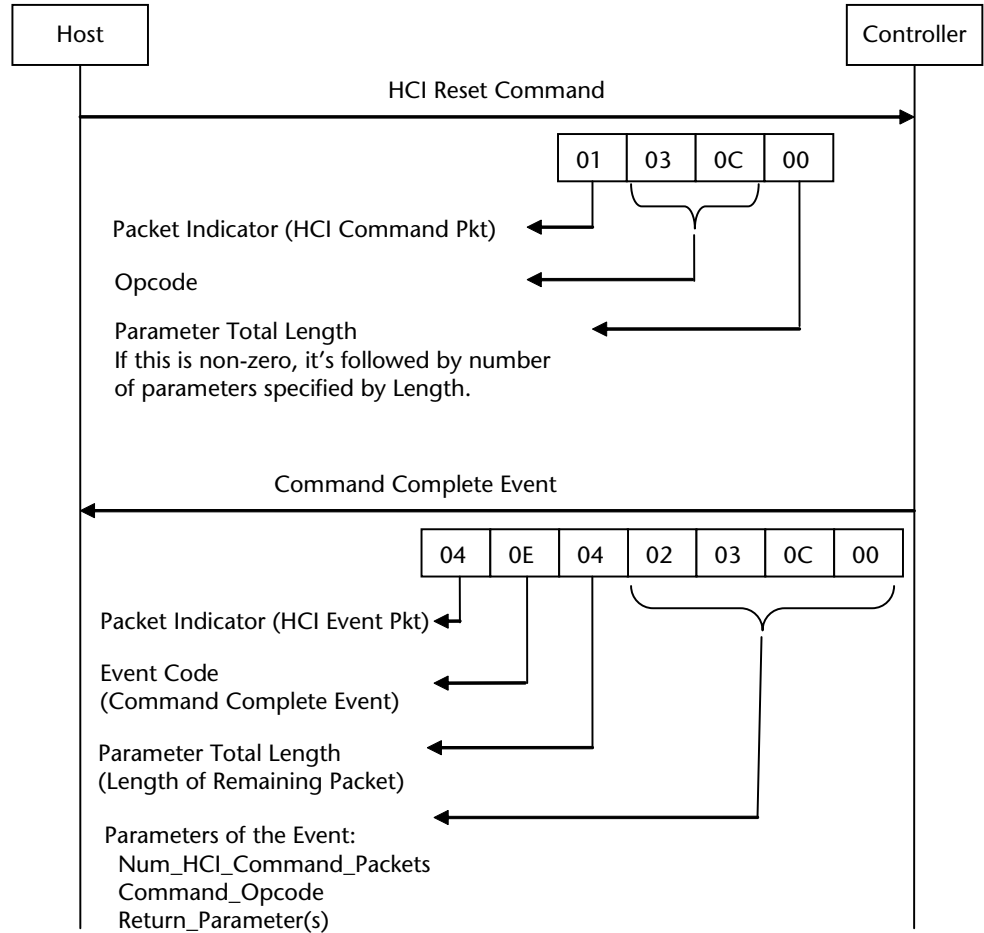 Host
Controller
HCI Reset Command
01 03 0C 00
Packet Indicator (HCI Command Pkt)
Opcode
Parameter Total Length
If this is non-zero, it's followed by number
of parameters specified by Length.
Command Complete Event
04 0E 04 02 03 0C 00
Packet Indicator (HCI Event Pkt)
Event Code
(Command Complete Event)
Parameter Total Length
(Length of Remaining Packet)
Parameters of the Event:
Num_HCI_Command_Packets
Command_Opcode
Return_Parameter(s)